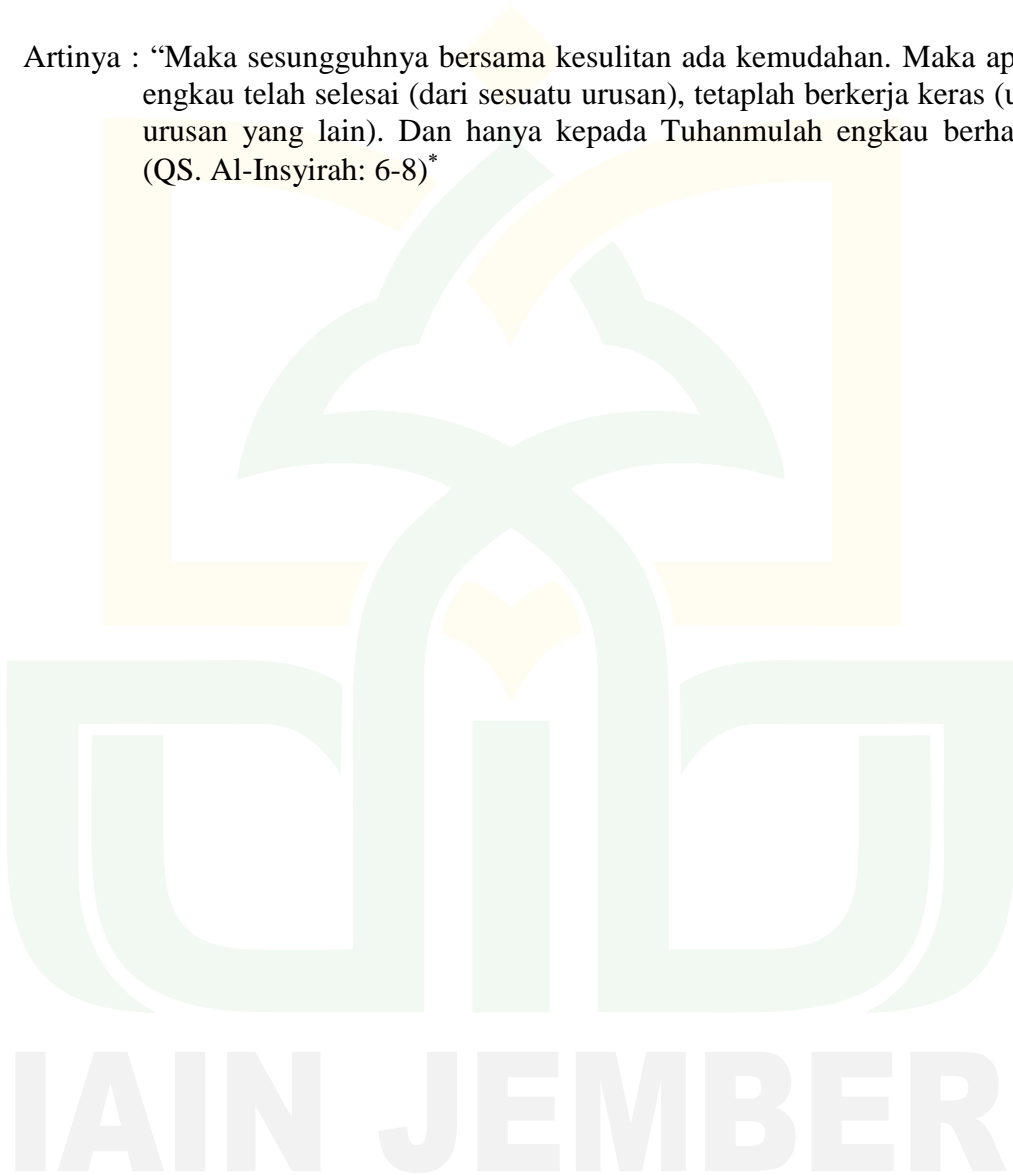 Artinya : “Maka sesungguhnya bersama kesulitan ada kemudahan. Maka ap
engkau telah selesai (dari sesuatu urusan), tetaplah berkerja keras (u
urusan yang lain). Dan hanya kepada Tuhanmulah engkau berha
(QS. Al-Insyirah: 6-8)*
IAIN JEMBER